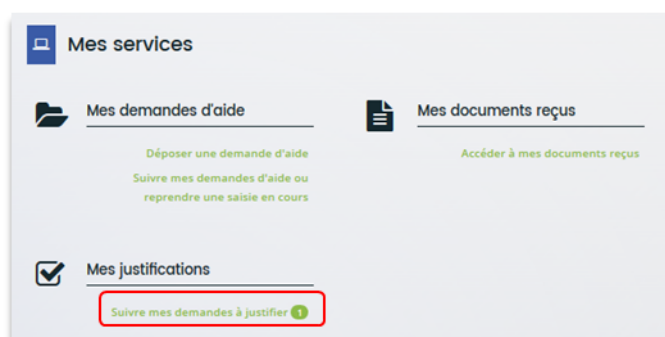 Mes services
Mes demandes d'aide
Déposer une demande d'aide
Suivre mes demandes d'aide ou
reprendre une saisie en cours
Mes documents reçus
Accéder à mes documents reçus
Mes justifications
Suivre mes demandes à justifier 1